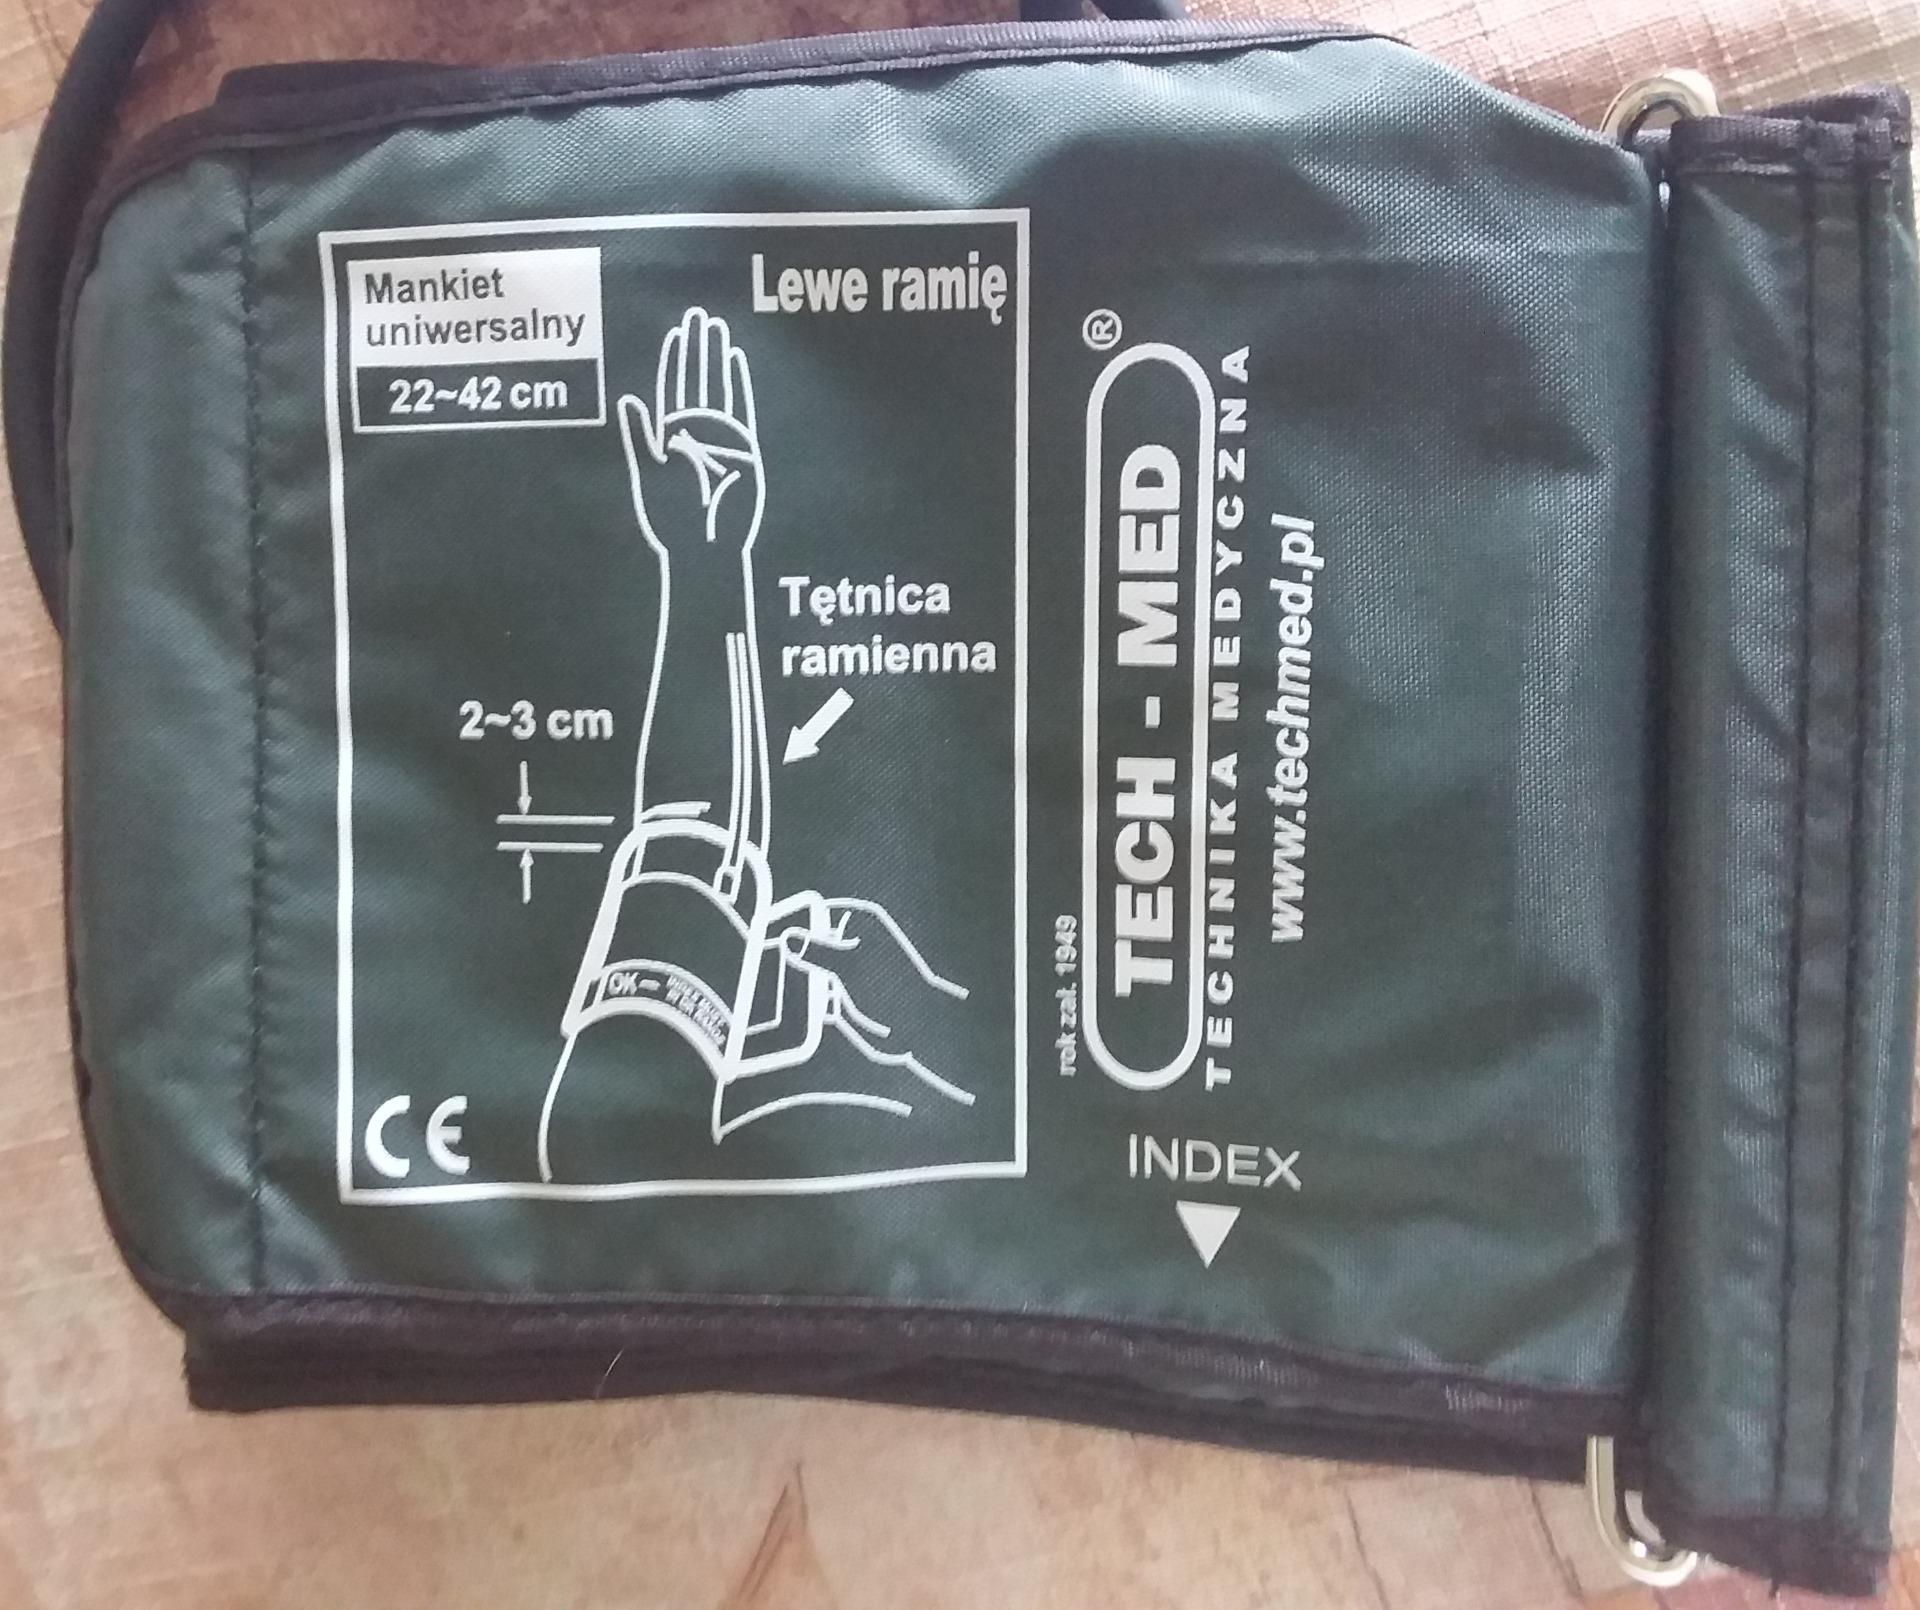 Mankiet
uniwersalny
22~42 cm
Lewe ramię
Tętnica
ramienna
2~3 cm
OK
CE
rok zał. 1949
TECH - MED ®
TECHNIKA MEDYCZNA
www.techmed.pl
INDEX